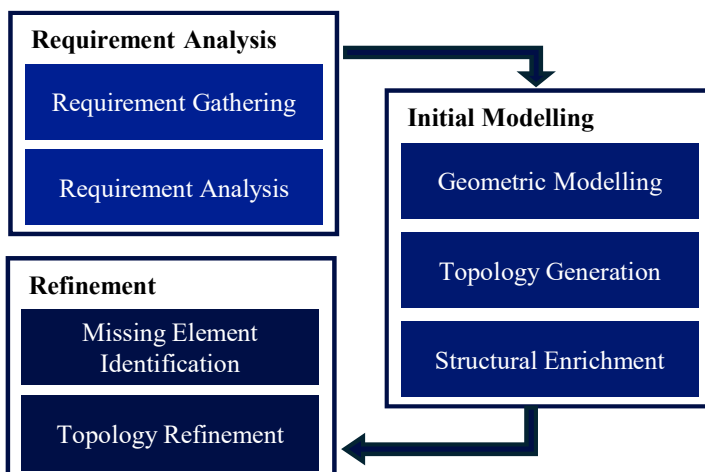 Requirement Analysis
Requirement Gathering
Requirement Analysis
Initial Modelling
Geometric Modelling
Topology Generation
Structural Enrichment
Refinement
Missing Element
Identification
Topology Refinement